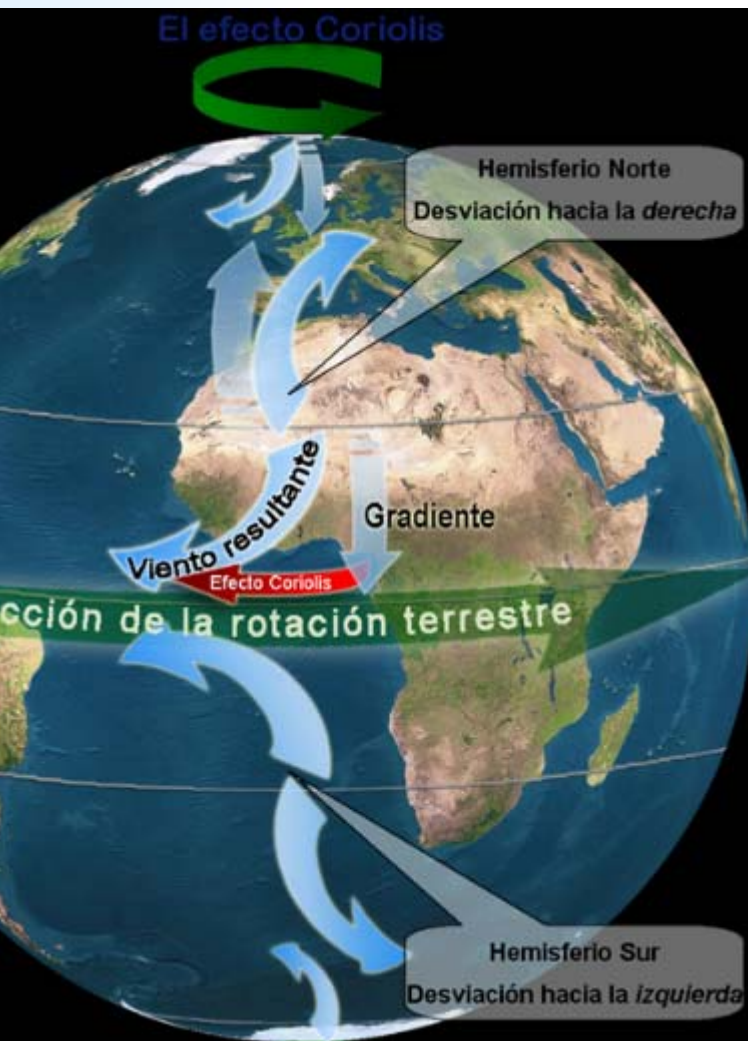 El efecto Coriolis
Hemisferio Norte
Desviación hacia la derecha
Viento resultante
Gradiente
Efecto Coriolis
cción de la rotación terrestre
Hemisferio Sur
Desviación hacia la izquierda